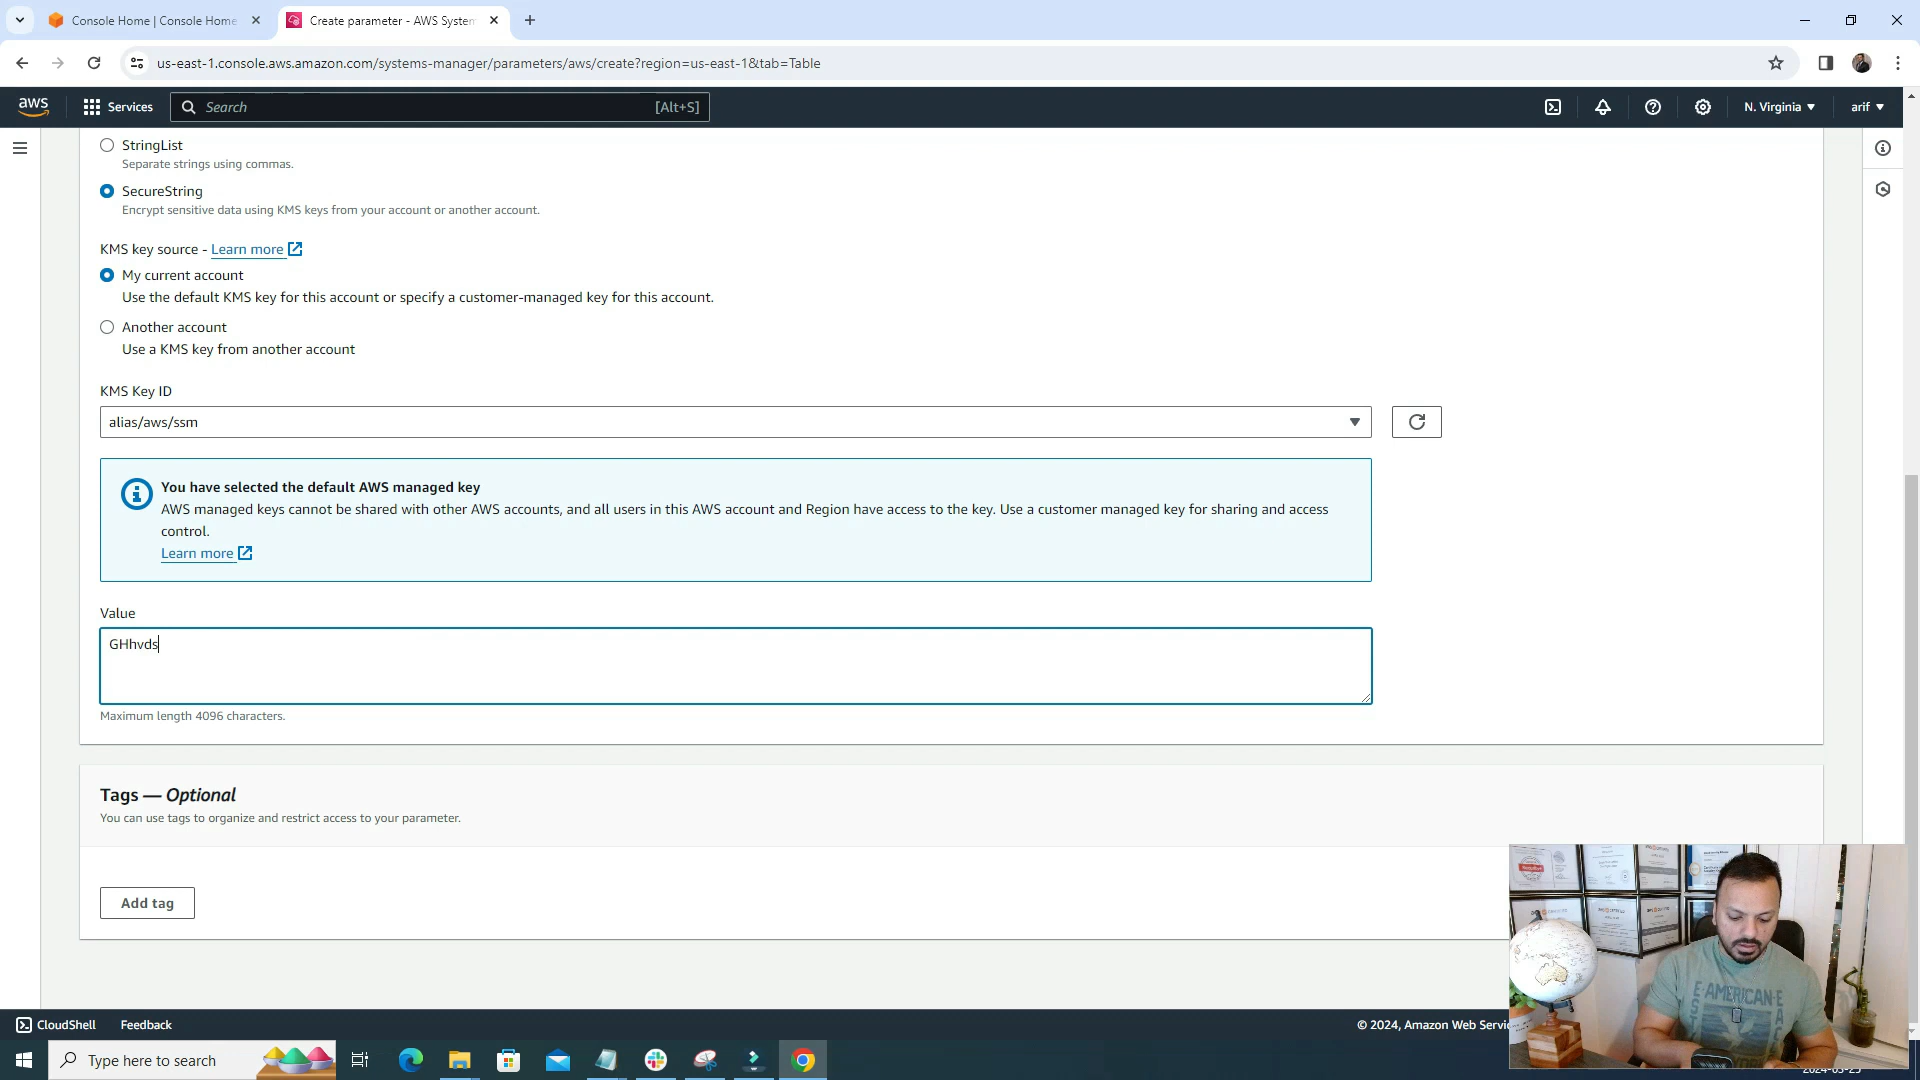 Console Home | Console Home
Create parameter - AWS System
us-east-1.console.aws.amazon.com/systems-manager/parameters/aws/create?region=us-east-1&tab=Table
aws
Services
Search
[Alt+S]
N. Virginia
arif
StringList
Separate strings using commas.
SecureString
Encrypt sensitive data using KMS keys from your account or another account.
KMS key source - Learn more
My current account
Use the default KMS key for this account or specify a customer-managed key for this account.
Another account
Use a KMS key from another account
KMS Key ID
alias/aws/ssm
You have selected the default AWS managed key
AWS managed keys cannot be shared with other AWS accounts, and all users in this AWS account and Region have access to the key. Use a customer managed key for sharing and access
control.
Learn more
Value
GHhvds
Maximum length 4096 characters.
Tags — Optional
You can use tags to organize and restrict access to your parameter.
Add tag
AMERICAN
CloudShell
Feedback
© 2024, Amazon Web Servic
Type here to search